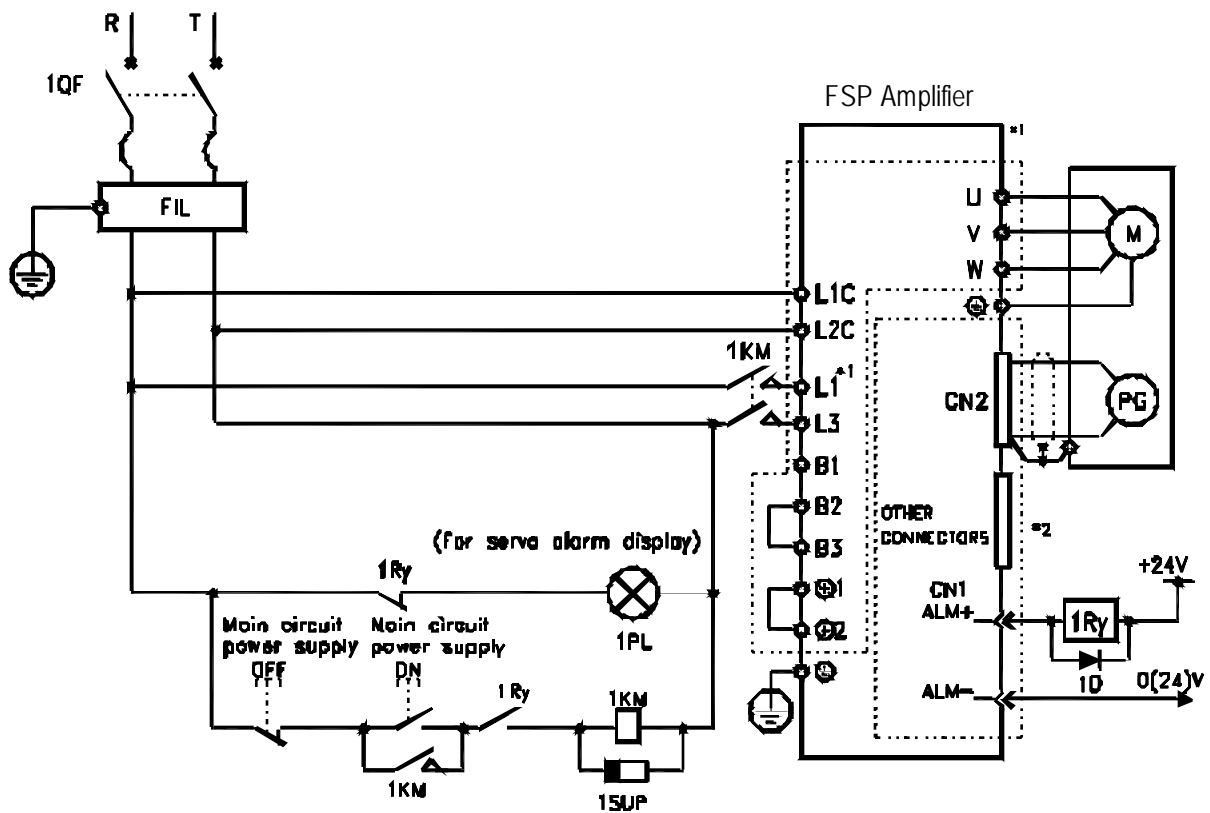 R T
1QF
FSP Amplifier
*1
FIL
U
V
M
W
L1C
L2C
1KM
L1*1
L3
CN2
PG
B1
B2
OTHER
CONNECTORS
*2
(For servo alarm display)
B3
+24V
1Ry
1
CN1
ALM+
1Ry
Main circuit
power supply
OFF
Main circuit
power supply
ON
1PL
2
1D
0(24)V
1Ry
1KM
ALM-
1KM
1SUP